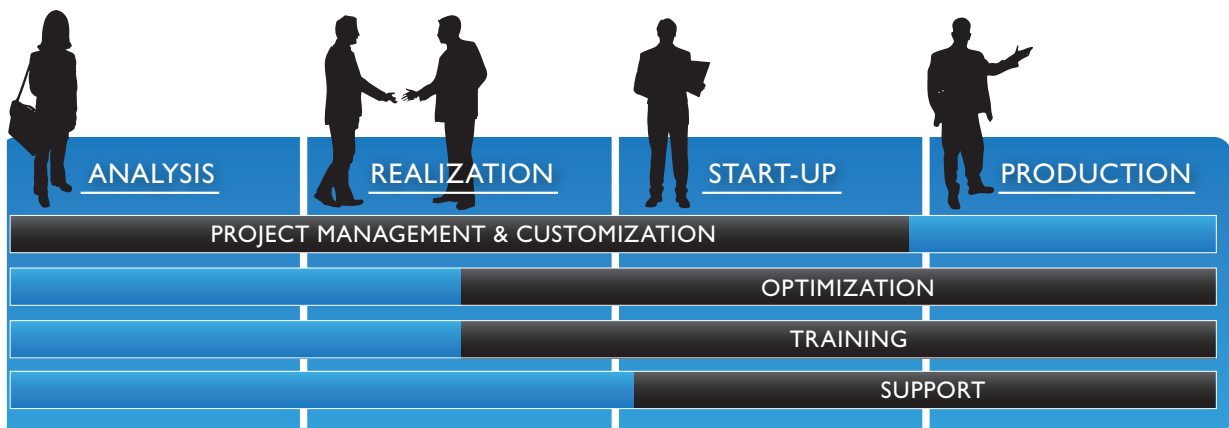 ANALYSIS
REALIZATION
START-UP
PRODUCTION
PROJECT MANAGEMENT & CUSTOMIZATION
OPTIMIZATION
TRAINING
SUPPORT